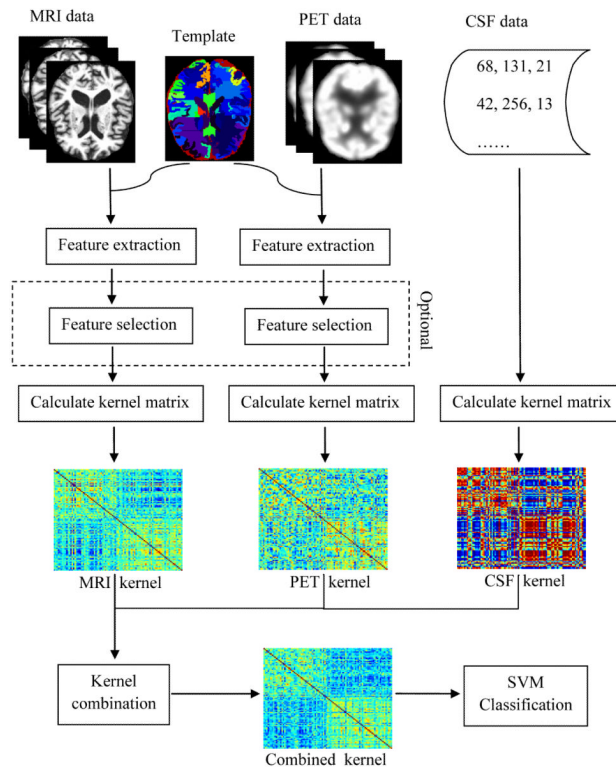 MRI data
Template
PET data
CSF data
68, 131, 21
42, 256, 13
......
Feature extraction
Feature extraction
Feature selection
Feature selection
Optional
Calculate kernel matrix
Calculate kernel matrix
Calculate kernel matrix
MRI kernel
PET kernel
CSF kernel
Kernel
combination
Combined kernel
SVM
Classification